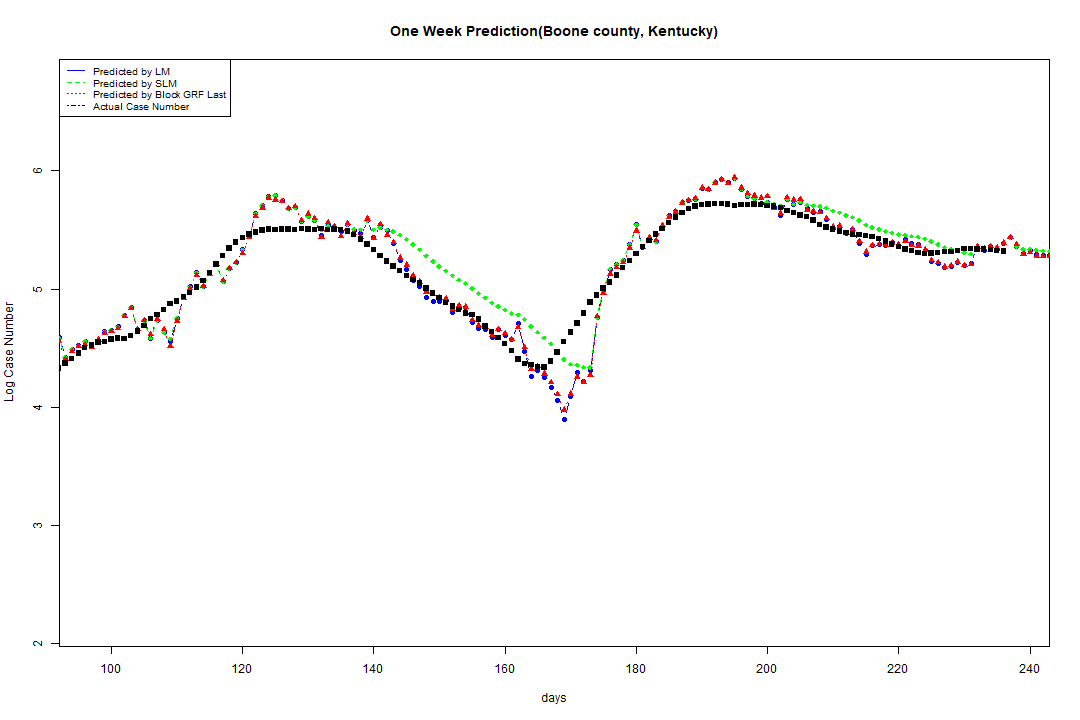 One Week Prediction(Boone county, Kentucky)
Predicted by LM
Predicted by SLM
Predicted by Block GRF Last
Actual Case Number
6
5
4
3
2
Log Case Number
100 120 140 160 180 200 220 240
days